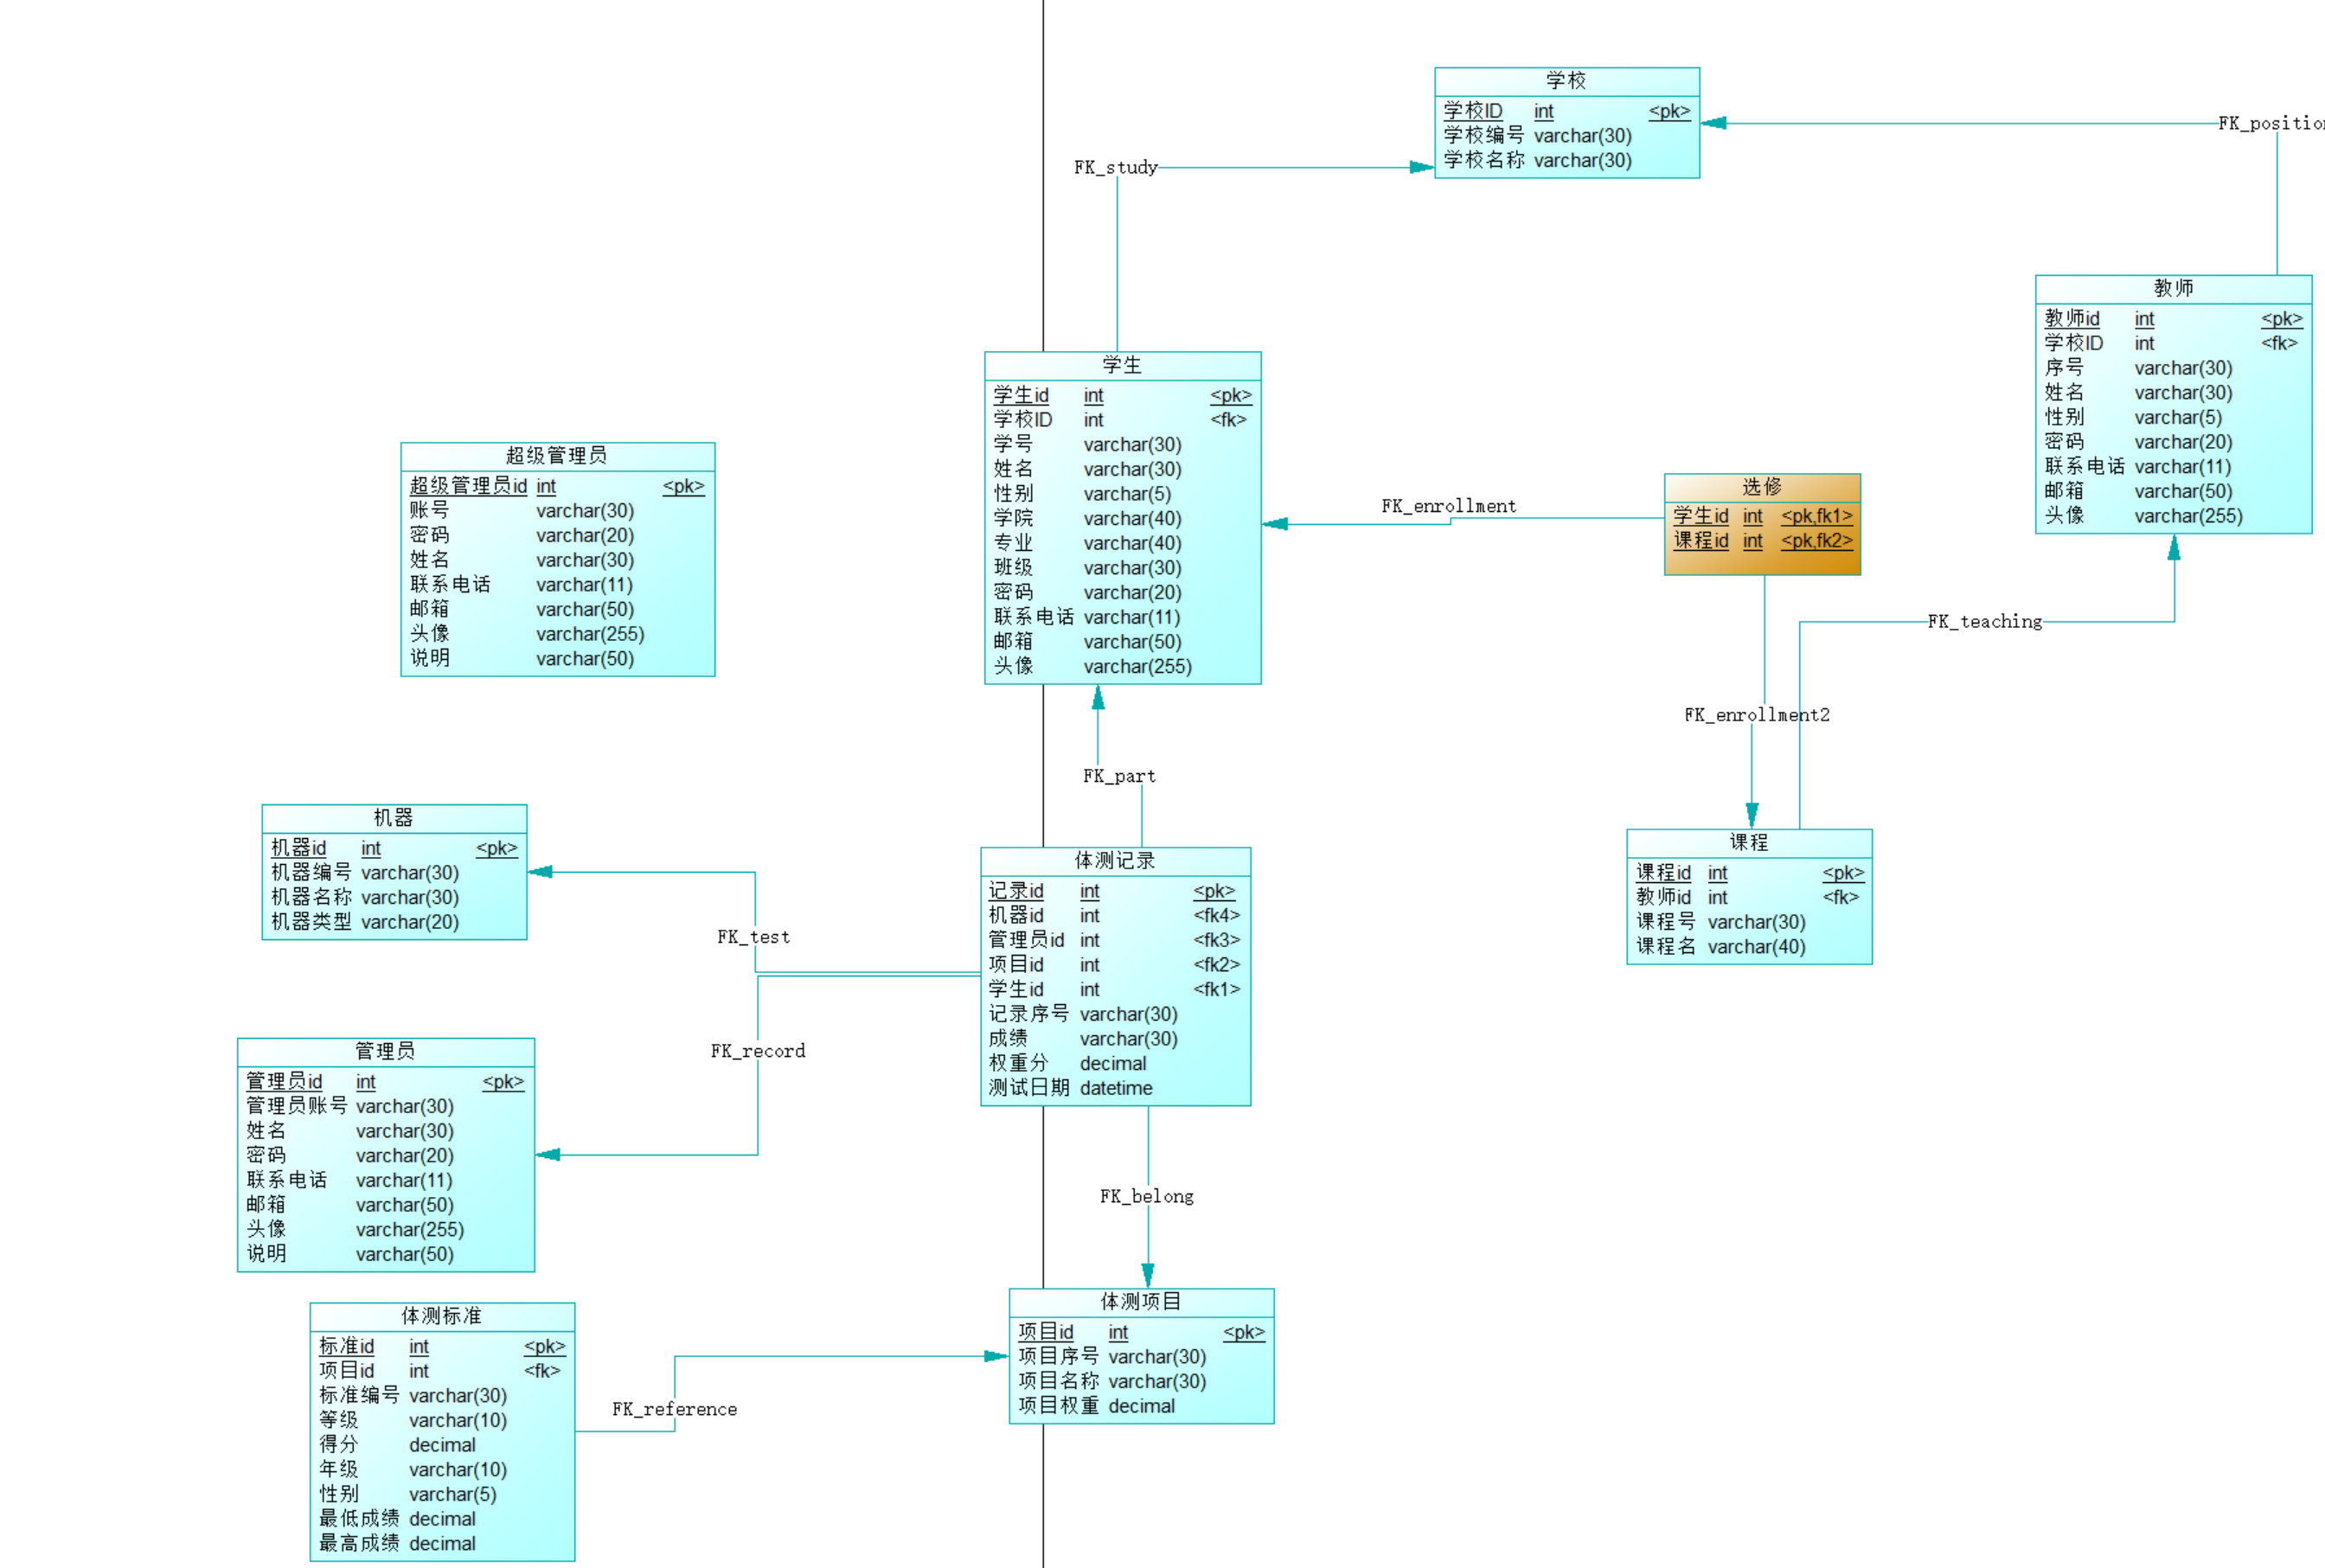 学校
学校ID int <pk>
学校编号 varchar(30)
学校名称 varchar(30)
FK_study
FK_position
教师
教师id int <pk>
学校ID int <fk>
序号 varchar(30)
姓名 varchar(30)
性别 varchar(5)
密码 varchar(20)
联系电话 varchar(11)
邮箱 varchar(50)
头像 varchar(255)
学生
学生id int <pk>
学校ID int <fk>
学号 varchar(30)
姓名 varchar(30)
性别 varchar(5)
学院 varchar(40)
专业 varchar(40)
班级 varchar(30)
密码 varchar(20)
联系电话 varchar(11)
邮箱 varchar(50)
头像 varchar(255)
超级管理员
超级管理员id int <pk>
账号 varchar(30)
密码 varchar(20)
姓名 varchar(30)
联系电话 varchar(11)
邮箱 varchar(50)
头像 varchar(255)
说明 varchar(50)
FK_enrollment
选修
学生id int <pk,fk1>
课程id int <pk,fk2>
FK_teaching
FK_enrollment2
FK_part
机器
机器id int <pk>
机器编号 varchar(30)
机器名称 varchar(30)
机器类型 varchar(20)
FK_test
体测记录
记录id int <pk>
机器id int <fk4>
管理员id int <fk3>
项目id int <fk2>
学生id int <fk1>
记录序号 varchar(30)
成绩 varchar(30)
权重分 decimal
测试日期 datetime
课程
课程id int <pk>
教师id int <fk>
课程号 varchar(30)
课程名 varchar(40)
FK_record
管理员
管理员id int <pk>
管理员账号 varchar(30)
姓名 varchar(30)
密码 varchar(20)
联系电话 varchar(11)
邮箱 varchar(50)
头像 varchar(255)
说明 varchar(50)
FK_belong
体测标准
标准id int <pk>
项目id int <fk>
标准编号 varchar(30)
等级 varchar(10)
得分 decimal
年级 varchar(10)
性别 varchar(5)
最低成绩 decimal
最高成绩 decimal
FK_reference
体测项目
项目id int <pk>
项目序号 varchar(30)
项目名称 varchar(30)
项目权重 decimal